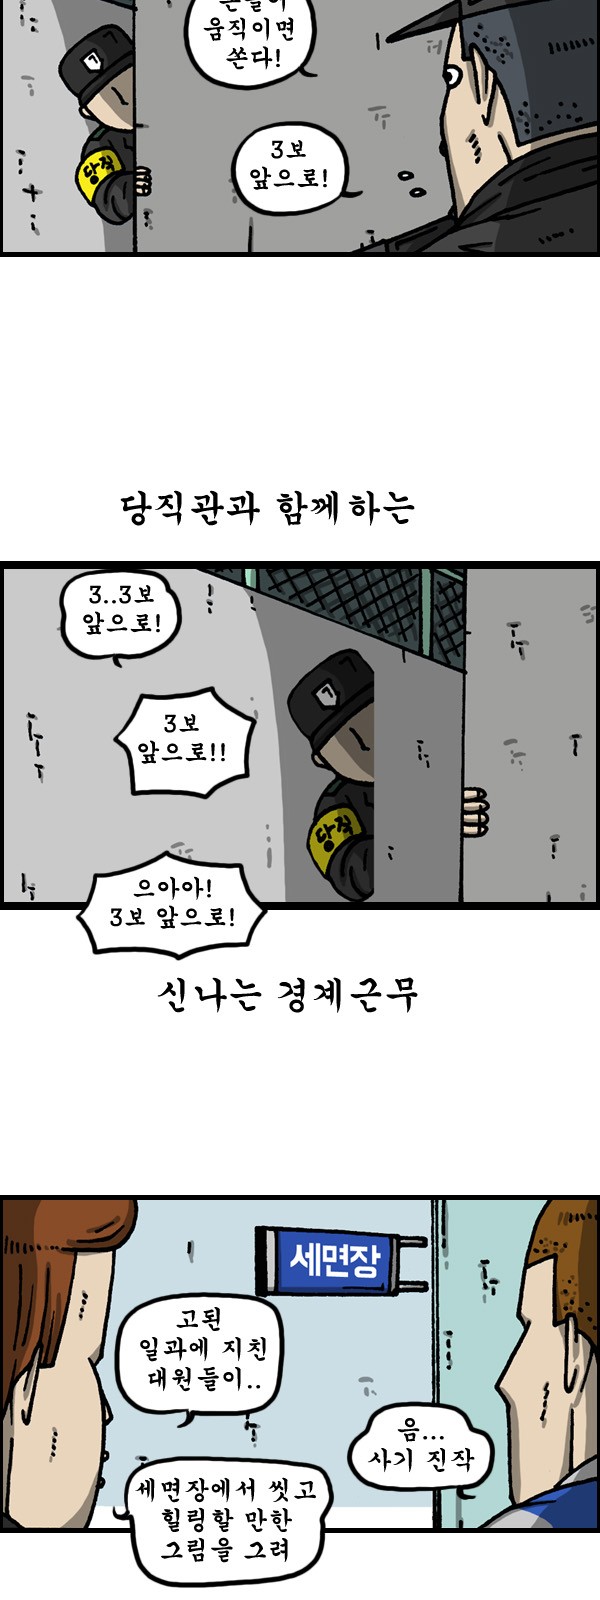 움직이면
쏜다!
3보
앞으로!
당직
당직관과 함께하는
3..3보
앞으로!
3보
앞으로!!
당직
으아아!
3보 앞으로!
신나는 경계근무
세면장
고된
일과에 지친
대원들이..
음...
사기 진작
세면장에서 씻고
힐링할 만한
그림을 그려